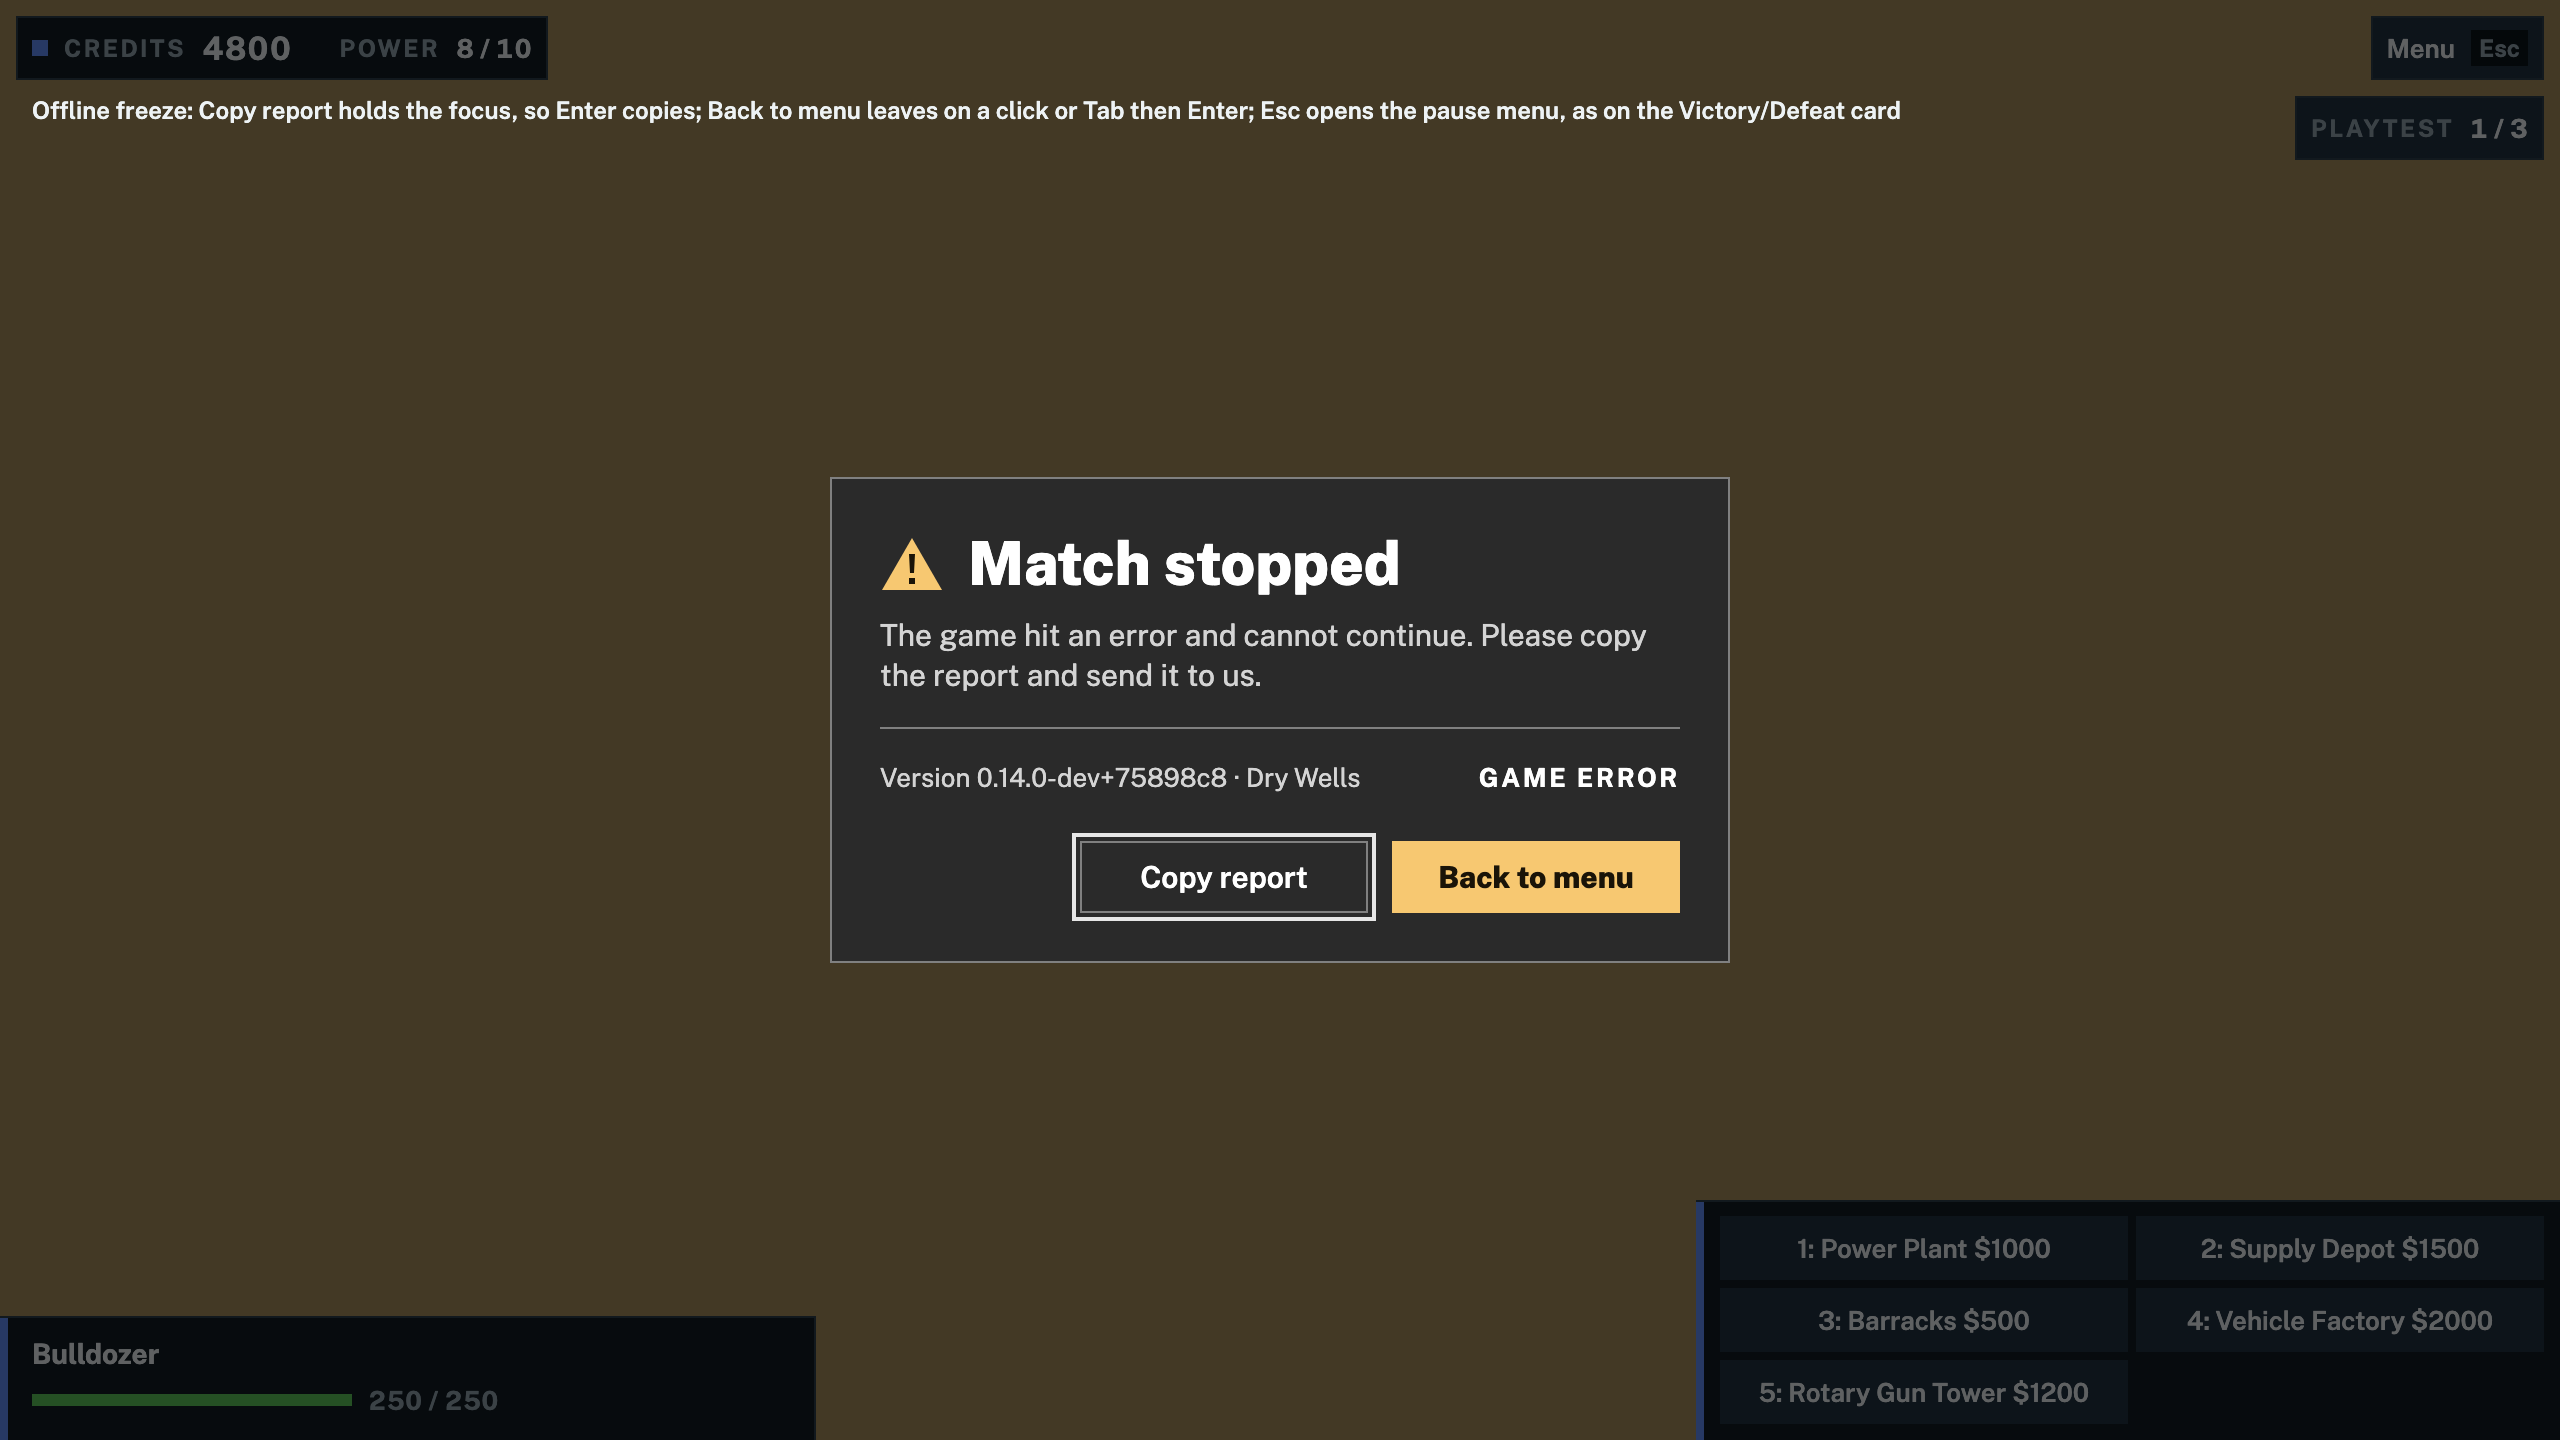 CREDITS 4800 POWER 8 / 10
Menu Esc
Offline freeze: Copy report holds the focus, so Enter copies; Back to menu leaves on a click or Tab then Enter; Esc opens the pause menu, as on the Victory/Defeat card
PLAYTEST 1 / 3
! Match stopped
The game hit an error and cannot continue. Please copy
the report and send it to us.
Version 0.14.0-dev+75898c8 · Dry Wells
GAME ERROR
Copy report
Back to menu
Bulldozer
250 / 250
1: Power Plant $1000
2: Supply Depot $1500
3: Barracks $500
4: Vehicle Factory $2000
5: Rotary Gun Tower $1200